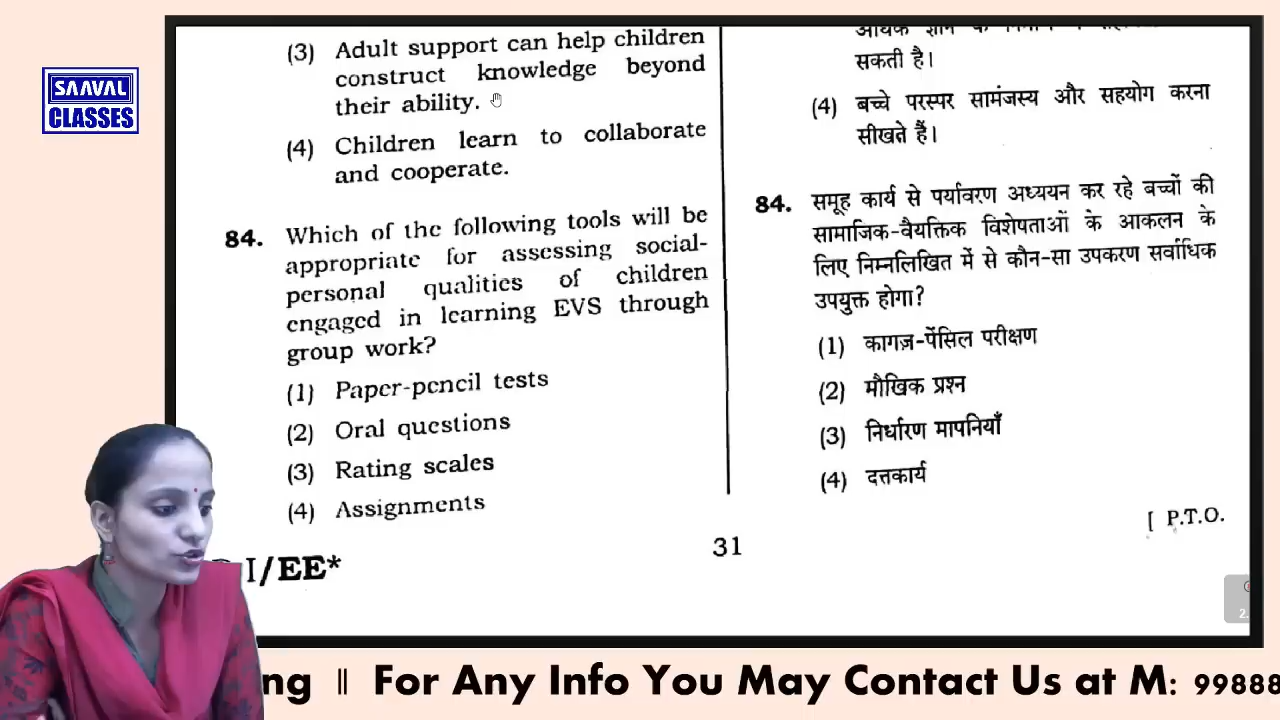 SAAVAL
CLASSES
(3) Adult support can help children
construct knowledge beyond
their ability.
(4) Children learn to collaborate
and cooperate.
84. Which of the following tools will be
appropriate for assessing social-
personal qualities of children
engaged in learning EVS through
group work?
(1) Paper-pencil tests
(2) Oral questions
(3) Rating scales
(4) Assignments
I/EE*
सकती है।
(4) बच्चे परस्पर सामंजस्य और सहयोग करना
सीखते हैं।
84. समूह कार्य से पर्यावरण अध्ययन कर रहे बच्चों की
सामाजिक-वैयक्तिक विशेषताओं के आकलन के
लिए निम्नलिखित में से कौन-सा उपकरण सर्वाधिक
उपयुक्त होगा?
(1) कागज़-पेंसिल परीक्षण
(2) मौखिक प्रश्न
(3) निर्धारण मापनियाँ
(4) दत्तकार्य
31
[ P.T.O.
ng || For Any Info You May Contact Us at M: 99888